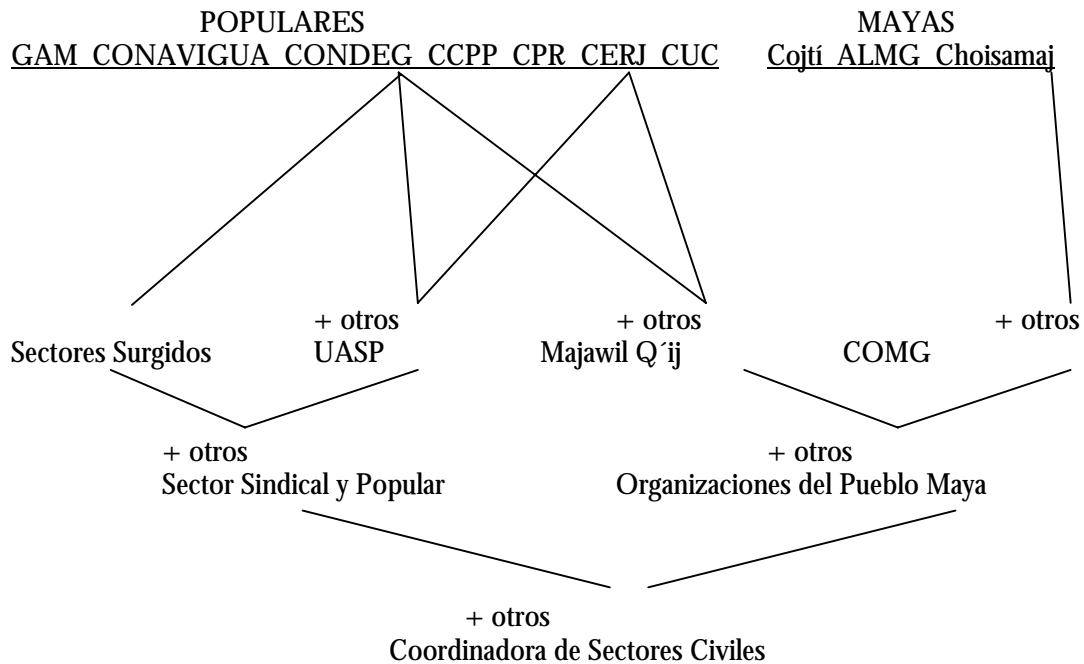 POPULARES MAYAS
GAM CONAVIGUA CONDEG CCPP CPR CERJ CUC Cojtí ALMG Choisamaj
+ otros + otros + otros
Sectores Surgidos UASP Majawil Q´ij COMG
+ otros + otros
Sector Sindical y Popular Organizaciones del Pueblo Maya
+ otros
Coordinadora de Sectores Civiles